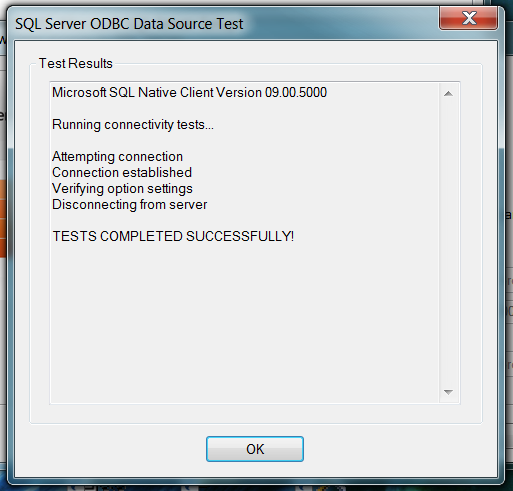 SQL Server ODBC Data Source Test
Test Results
Microsoft SQL Native Client Version 09.00.5000
Running connectivity tests...
Attempting connection
Connection established
Verifying option settings
Disconnecting from server
TESTS COMPLETED SUCCESSFULLY!
OK